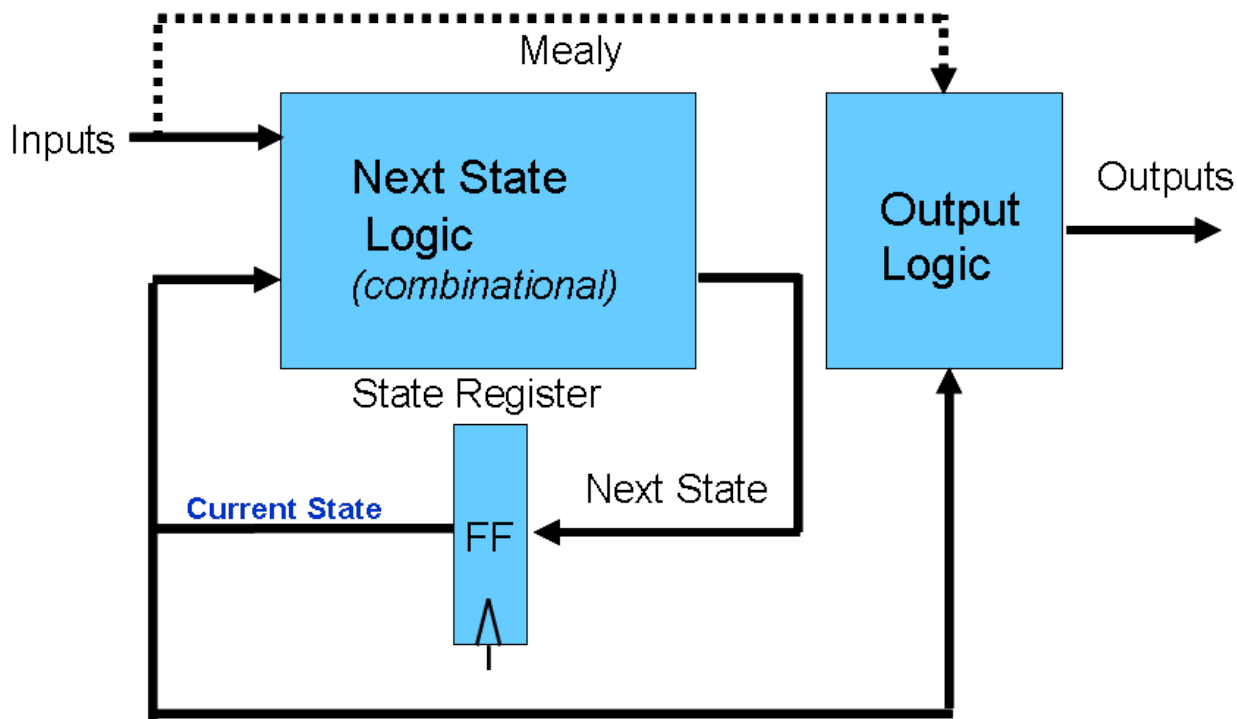 Mealy
Inputs
Next State
Logic
(combinational)
Output
Logic
Outputs
State Register
Current State
FF
Next State